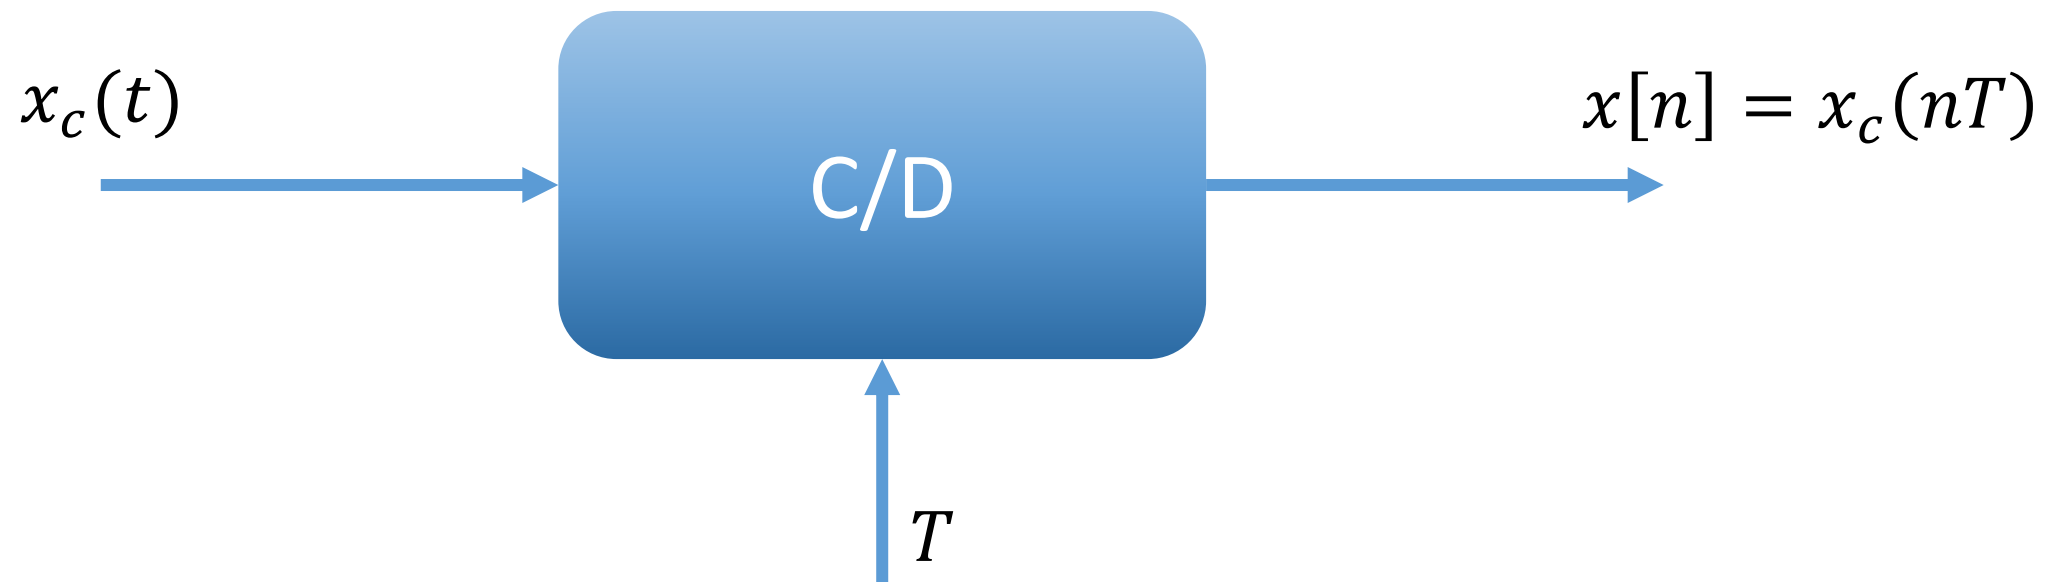 x_c(t)
C/D
x[n] = x_c(nT)
T